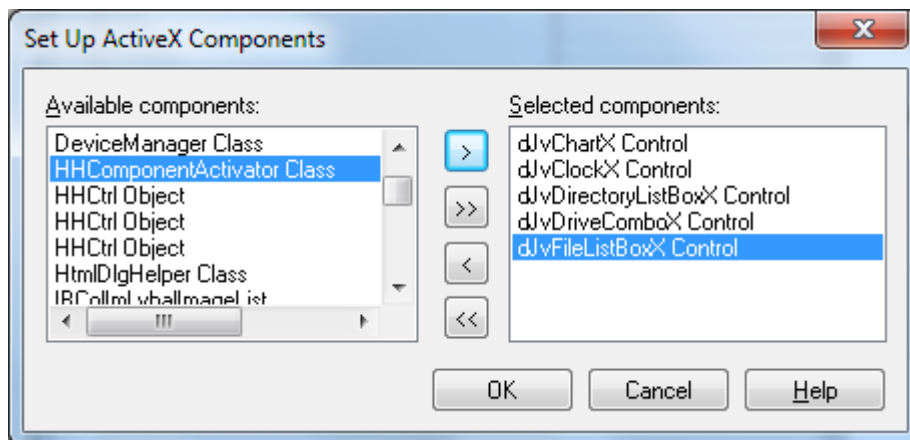 Set Up ActiveX Components
Available components:
DeviceManager Class
HHComponentActivator Class
HHCtrl Object
HHCtrl Object
HHCtrl Object
HtmlDlgHelper Class
>
>>
<
<<
Selected components:
dJvChartX Control
dJvClockX Control
dJvDirectoryListBoxX Control
dJvDriveComboX Control
dJvFileListBoxX Control
OK
Cancel
Help